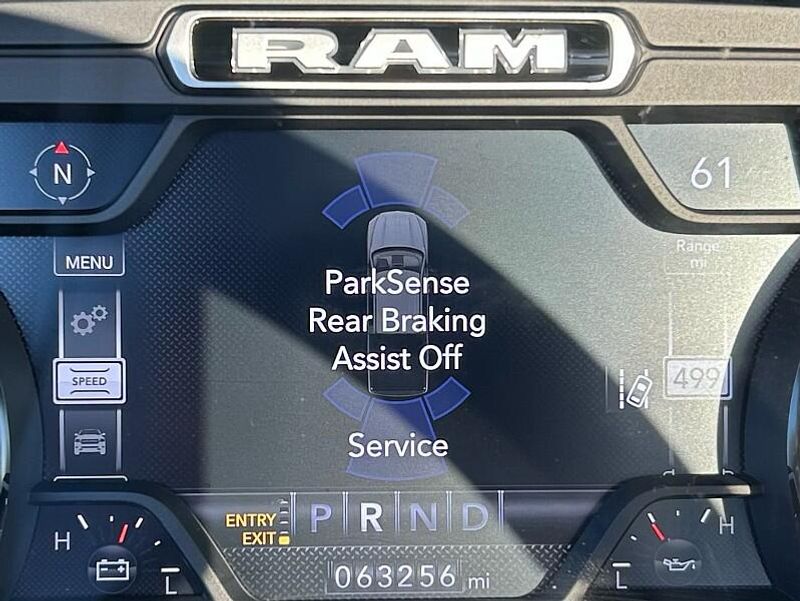 RAM
N
61
MENU
Range
mi
ParkSense
Rear Braking
Assist Off
SPEED
499
Service
ENTRY
EXIT
P R N D
H
H
L
L
063256 mi